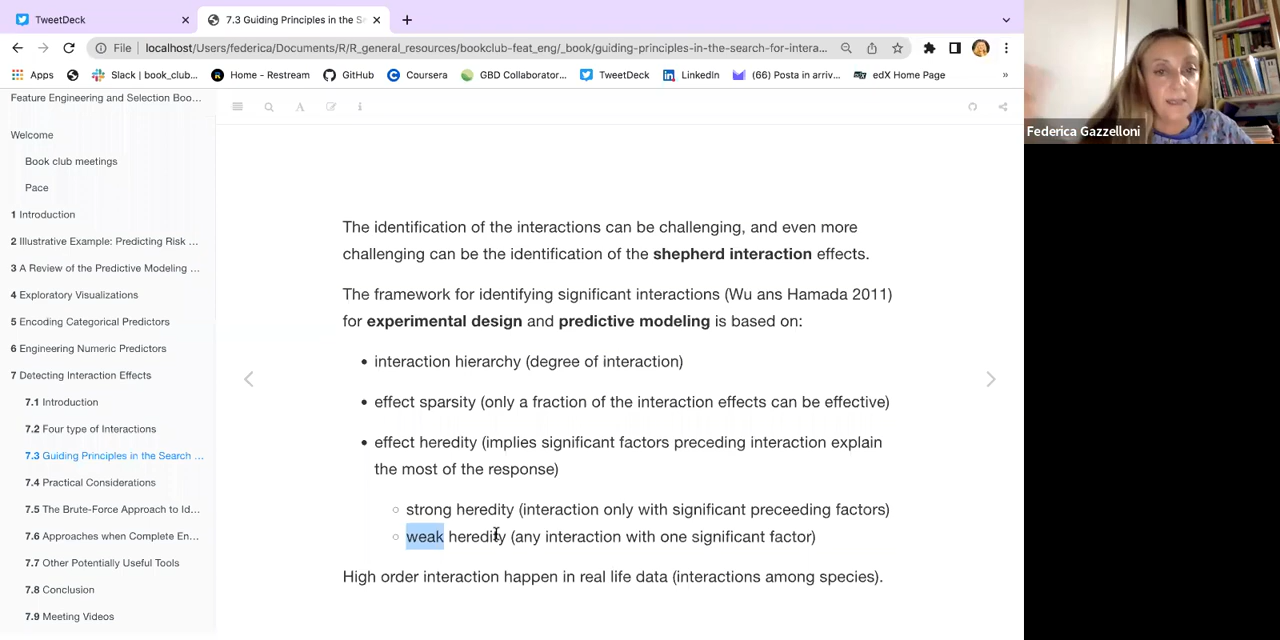 TweetDeck
7.3 Guiding Principles in the S
File
localhost/Users/federica/Documents/R/R_general_resources/bookclub-feat_eng/_book/guiding-principles-in-the-search-for-intera...
Apps
Slack | book_club...
Home - Restream
GitHub
Coursera
GBD Collaborator...
TweetDeck
LinkedIn
(66) Posta in arriv...
edX Home Page
»
Feature Engineering and Selection Boo...
Welcome
Book club meetings
Pace
1 Introduction
2 Illustrative Example: Predicting Risk ...
3 A Review of the Predictive Modeling ...
4 Exploratory Visualizations
5 Encoding Categorical Predictors
6 Engineering Numeric Predictors
7 Detecting Interaction Effects
7.1 Introduction
7.2 Four type of Interactions
7.3 Guiding Principles in the Search ...
7.4 Practical Considerations
7.5 The Brute-Force Approach to Id...
7.6 Approaches when Complete En...
7.7 Other Potentially Useful Tools
7.8 Conclusion
7.9 Meeting Videos
The identification of the interactions can be challenging, and even more
challenging can be the identification of the shepherd interaction effects.
The framework for identifying significant interactions (Wu ans Hamada 2011)
for experimental design and predictive modeling is based on:
• interaction hierarchy (degree of interaction)
• effect sparsity (only a fraction of the interaction effects can be effective)
• effect heredity (implies significant factors preceding interaction explain
the most of the response)
○ strong heredity (interaction only with significant preceeding factors)
○ weak heredity (any interaction with one significant factor)
High order interaction happen in real life data (interactions among species).
Federica Gazzelloni